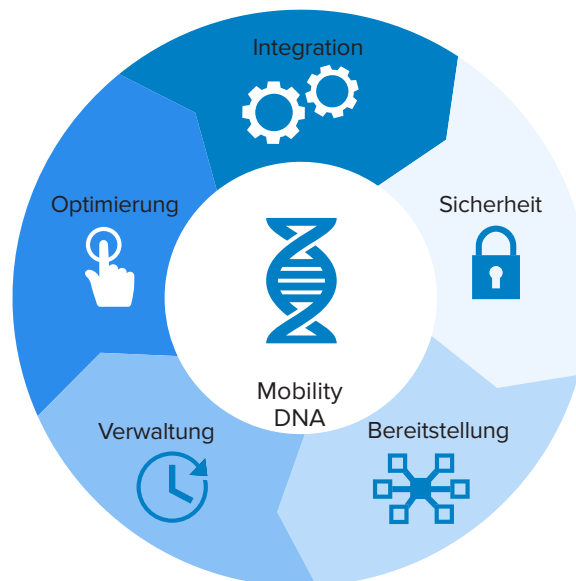 Integration
Optimierung
Sicherheit
Mobility
DNA
Verwaltung
Bereitstellung